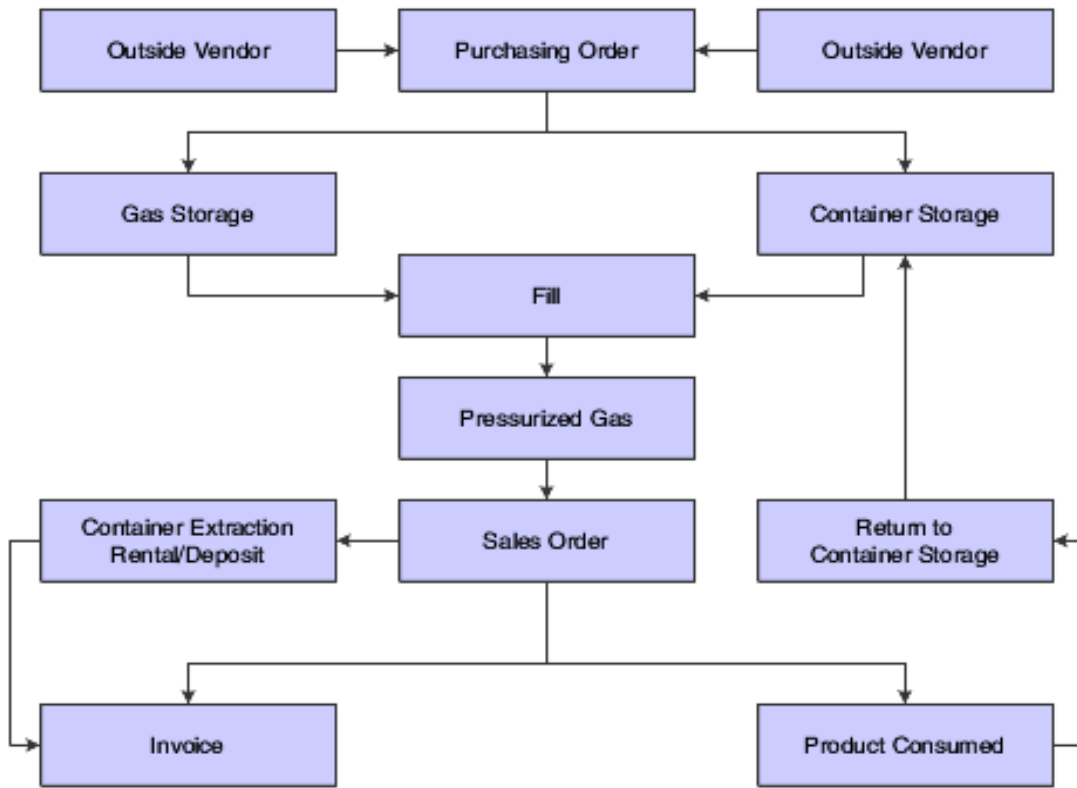 Outside Vendor
Purchasing Order
Outside Vendor
Gas Storage
Container Storage
Fill
Pressurized Gas
Container Extraction
Rental/Deposit
Sales Order
Return to
Container Storage
Invoice
Product Consumed